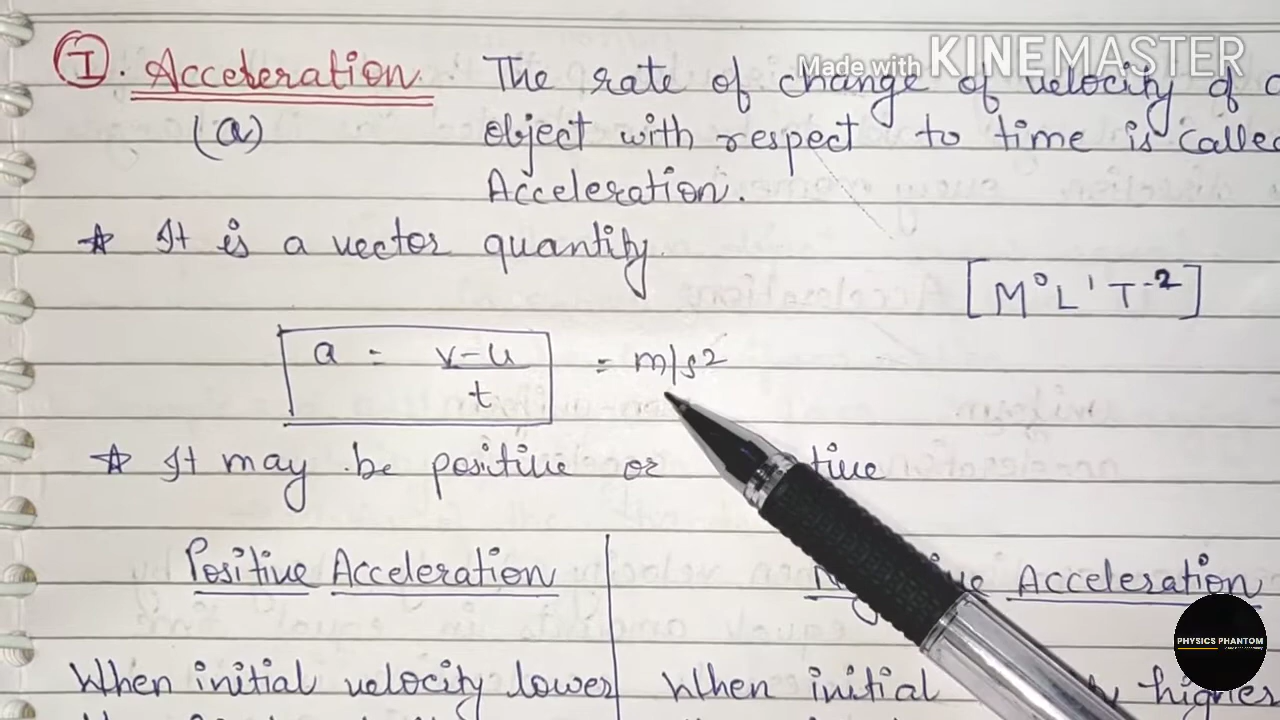 Made with KINEMASTER
I. Acceleration. The rate of change of velocity of
(a) object with respect to time is called
Acceleration.
☆ It is a vector quantity.
[M⁰L¹T⁻²]
a = v-u = m/s²
t
☆ It may be positive or
Positive Acceleration Acceleration
PHYSICS PHANTOM
When initial velocity lower When initial higher